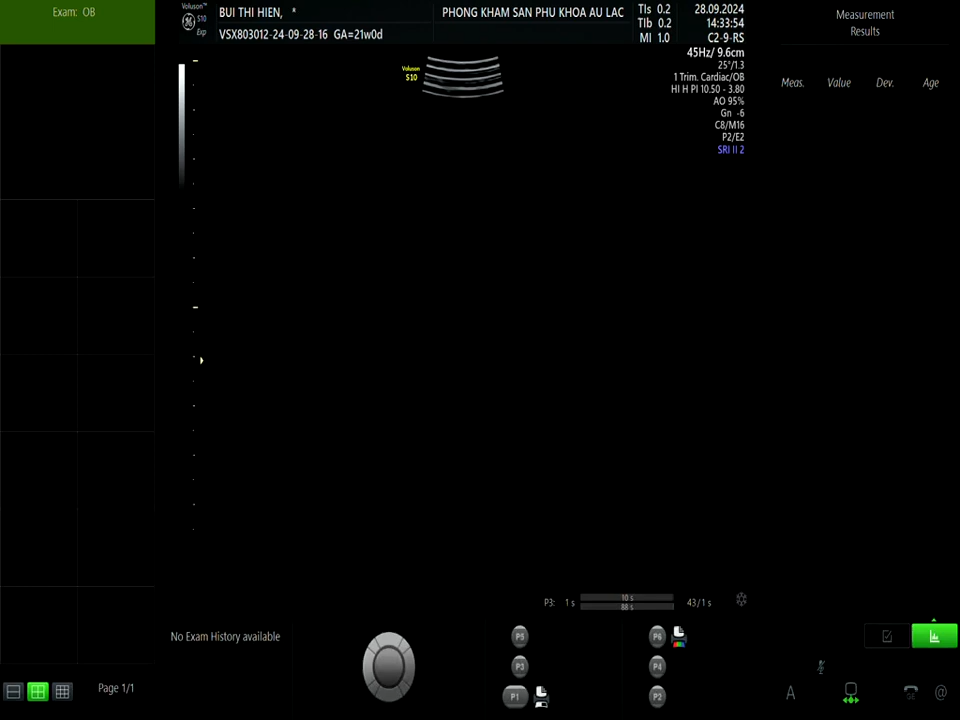 Exam: OB
Voluson™
S10
Exp
BUI THI HIEN, *
PHONG KHAM SAN PHU KHOA AU LAC
TIs 0.2
TIb 0.2
MI 1.0
28.09.2024
14:33:54
C2-9-RS
VSX803012-24-09-28-16 GA=21w0d
Measurement
Results
Meas. Value Dev. Age
Voluson
S10
45Hz/ 9.6cm
25°/1.3
1 Trim. Cardiac/OB
HI H PI 10.50 - 3.80
AO 95%
Gn -6
C8/M16
P2/E2
SRI II 2
P3: 1 s
10 s
88 s
43/1 s
No Exam History available
P5
P3
P1
P6
P4
P2
Page 1/1
A
@